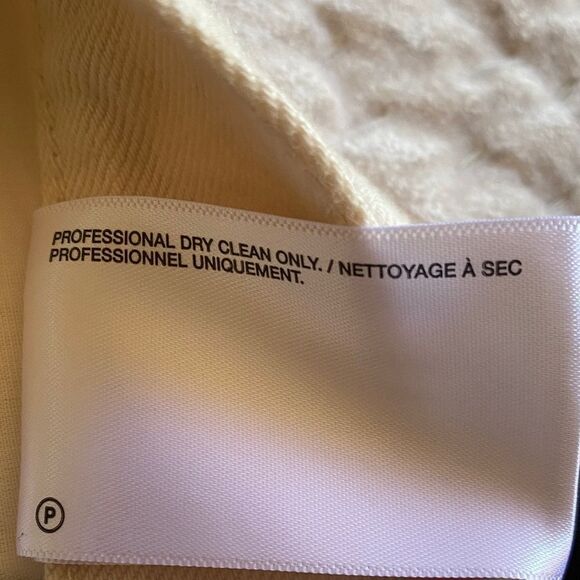 PROFESSIONAL DRY CLEAN ONLY. / NETTOYAGE À SEC
PROFESSIONNEL UNIQUEMENT.
P